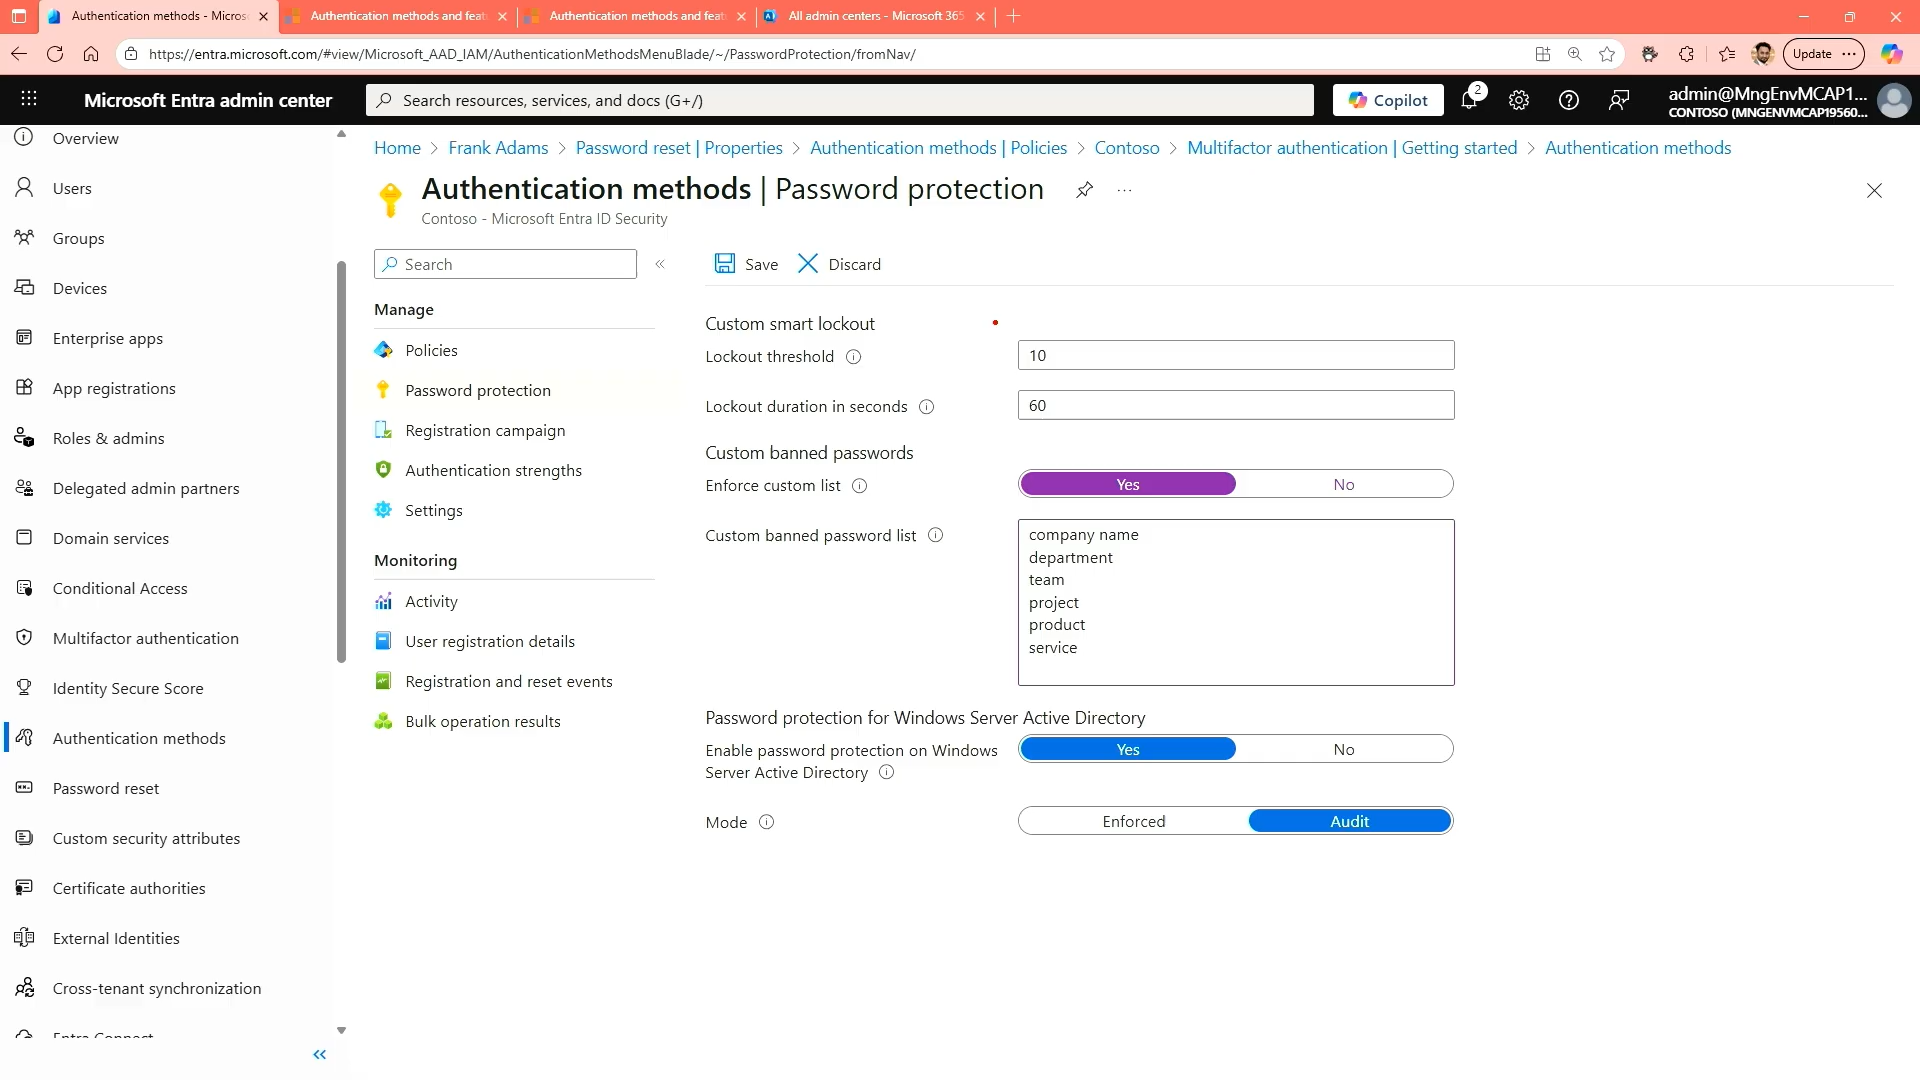 Authentication methods - Micros
Authentication methods and feat
Authentication methods and feat
All admin centers - Microsoft 365
https://entra.microsoft.com/#view/Microsoft_AAD_IAM/AuthenticationMethodsMenuBlade/~/PasswordProtection/fromNav/
Update
Microsoft Entra admin center
Search resources, services, and docs (G+/)
Copilot
2
admin@MngEnvMCAP1...
CONTOSO (MNGENVMCAP19560...
Overview
Users
Groups
Devices
Enterprise apps
App registrations
Roles & admins
Delegated admin partners
Domain services
Conditional Access
Multifactor authentication
Identity Secure Score
Authentication methods
Password reset
Custom security attributes
Certificate authorities
External Identities
Cross-tenant synchronization
Entra Connect
Home > Frank Adams > Password reset | Properties > Authentication methods | Policies > Contoso > Multifactor authentication | Getting started > Authentication methods
Authentication methods | Password protection
Contoso - Microsoft Entra ID Security
Search
Manage
Policies
Password protection
Registration campaign
Authentication strengths
Settings
Monitoring
Activity
User registration details
Registration and reset events
Bulk operation results
Save
Discard
Custom smart lockout
Lockout threshold
10
Lockout duration in seconds
60
Custom banned passwords
Enforce custom list
Yes
No
Custom banned password list
company name
department
team
project
product
service
Password protection for Windows Server Active Directory
Enable password protection on Windows
Server Active Directory
Yes
No
Mode
Enforced
Audit